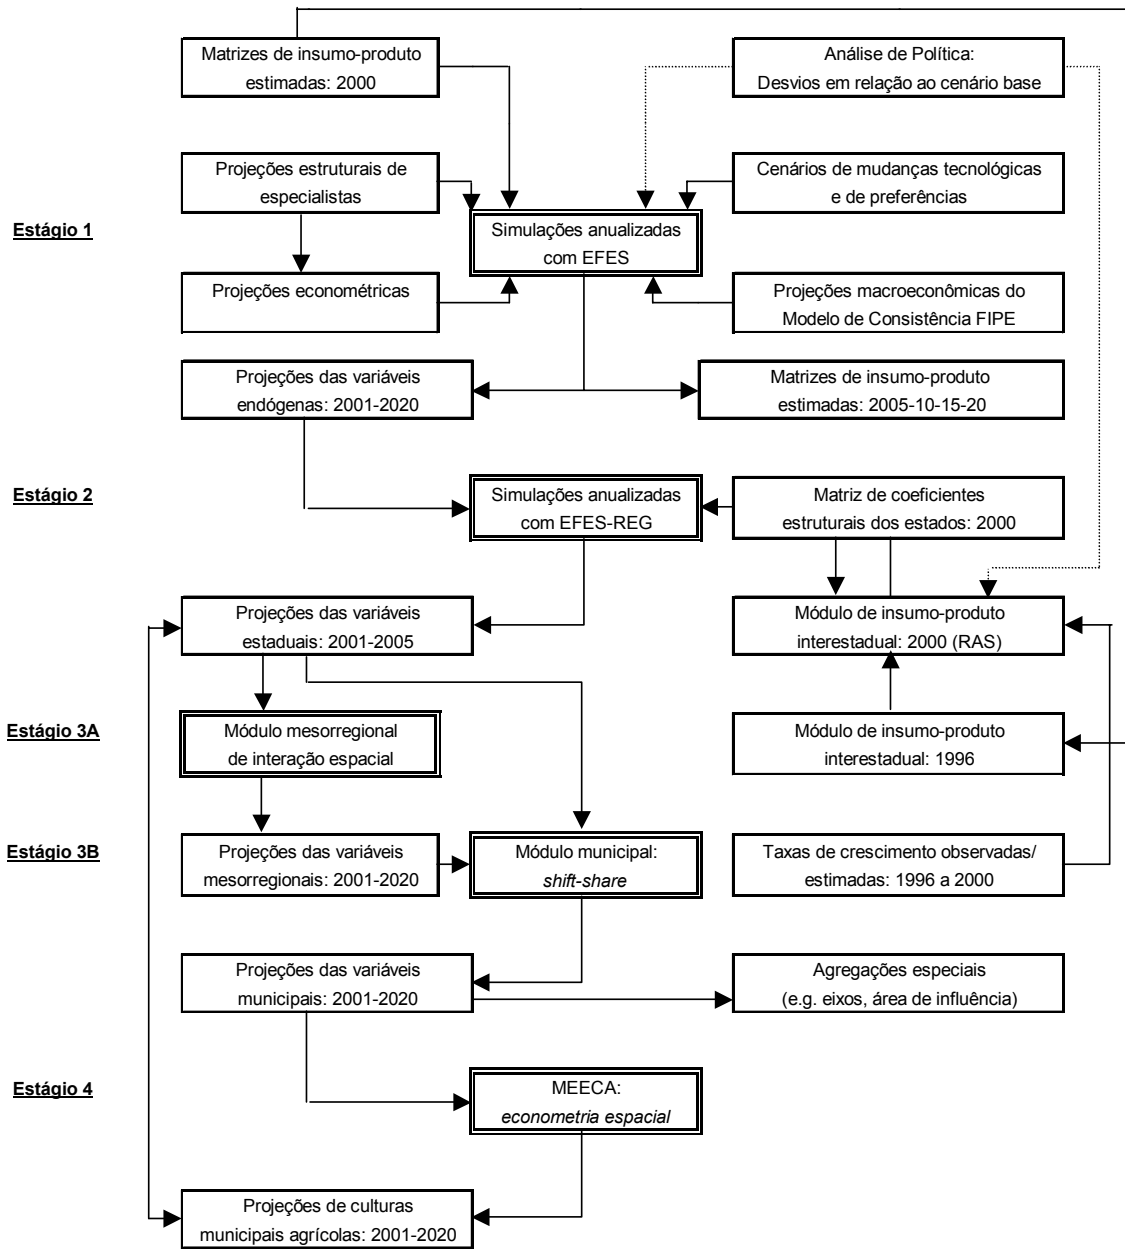 Matrizes de insumo-produto
estimadas: 2000
Análise de Política:
Desvios em relação ao cenário base
Projeções estruturais de
especialistas
Cenários de mudanças tecnológicas
e de preferências
Estágio 1
Simulações anualizadas
com EFES
Projeções econométricas
Projeções macroeconômicas do
Modelo de Consistência FIPE
Projeções das variáveis
endógenas: 2001-2020
Matrizes de insumo-produto
estimadas: 2005-10-15-20
Estágio 2
Simulações anualizadas
com EFES-REG
Matriz de coeficientes
estruturais dos estados: 2000
Projeções das variáveis
estaduais: 2001-2005
Módulo de insumo-produto
interestadual: 2000 (RAS)
Estágio 3A
Módulo mesorregional
de interação espacial
Módulo de insumo-produto
interestadual: 1996
Estágio 3B
Projeções das variáveis
mesorregionais: 2001-2020
Módulo municipal:
shift-share
Taxas de crescimento observadas/
estimadas: 1996 a 2000
Projeções das variáveis
municipais: 2001-2020
Agregações especiais
(e.g. eixos, área de influência)
Estágio 4
MEECA:
econometria espacial
Projeções de culturas
municipais agrícolas: 2001-2020